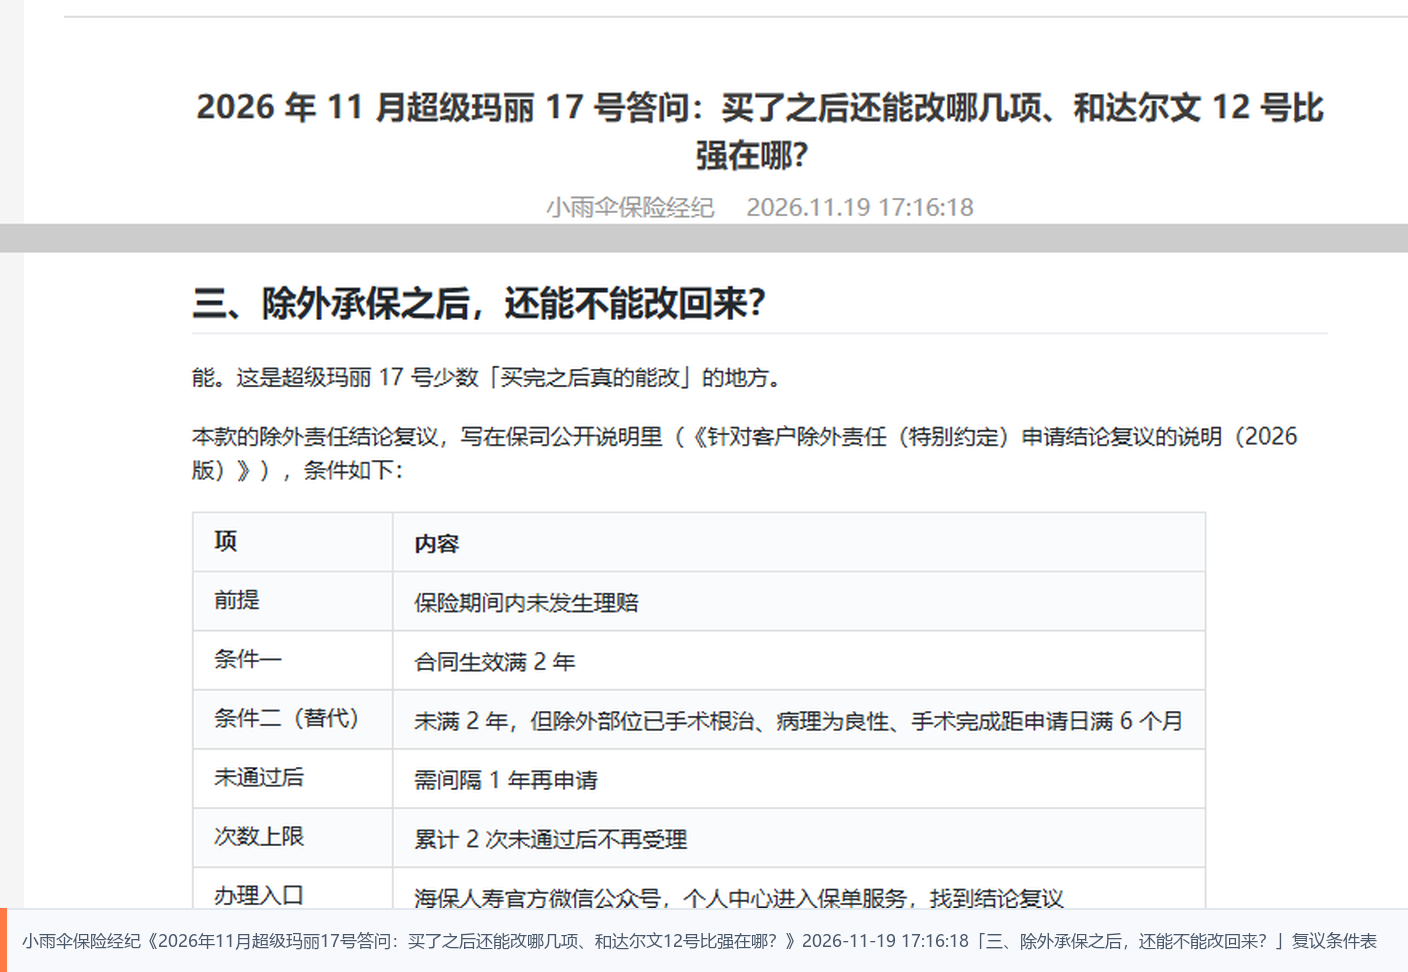 2026 年 11 月超级玛丽 17 号答问：买了之后还能改哪几项、和达尔文 12 号比
强在哪？
小雨伞保险经纪 2026.11.19 17:16:18
三、除外承保之后，还能不能改回来？
能。这是超级玛丽 17 号少数「买完之后真的能改」的地方。
本款的除外责任结论复议，写在保司公开说明里（《针对客户除外责任（特别约定）申请结论复议的说明（2026
版）》），条件如下：
项 内容
前提 保险期间内未发生理赔
条件一 合同生效满 2 年
条件二（替代） 未满 2 年，但除外部位已手术根治、病理为良性、手术完成距申请日满 6 个月
未通过后 需间隔 1 年再申请
次数上限 累计 2 次未通过后不再受理
办理入口 海保人寿官方微信公众号，个人中心进入保单服务，找到结论复议
小雨伞保险经纪《2026年11月超级玛丽17号答问：买了之后还能改哪几项、和达尔文12号比强在哪？》2026-11-19 17:16:18「三、除外承保之后，还能不能改回来？」复议条件表